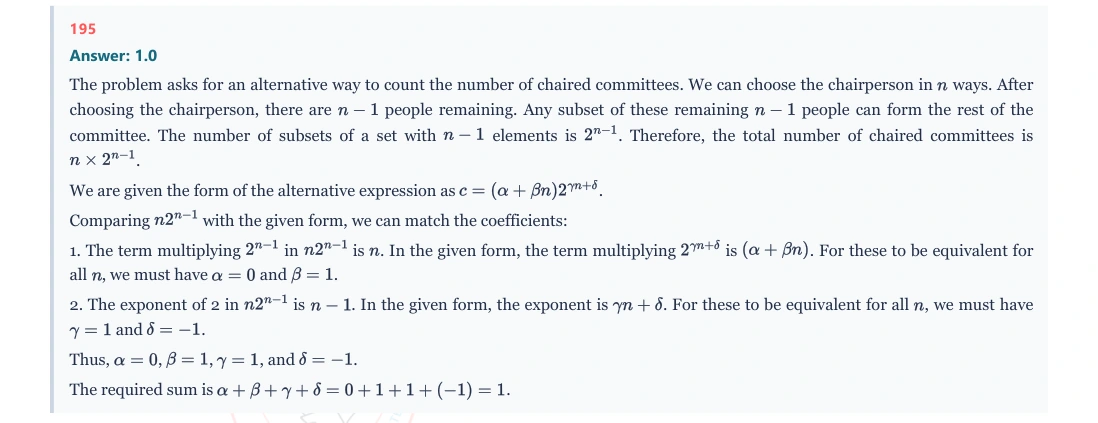 195
Answer: 1.0
The problem asks for an alternative way to count the number of chaired committees. We can choose the chairperson in n ways. After
choosing the chairperson, there are n − 1 people remaining. Any subset of these remaining n − 1 people can form the rest of the
committee. The number of subsets of a set with n − 1 elements is 2^{n−1}. Therefore, the total number of chaired committees is
n × 2^{n−1}.
We are given the form of the alternative expression as c = (α + βn)2^{γn+δ}.
Comparing n2^{n−1} with the given form, we can match the coefficients:
1. The term multiplying 2^{n−1} in n2^{n−1} is n. In the given form, the term multiplying 2^{γn+δ} is (α + βn). For these to be equivalent for
all n, we must have α = 0 and β = 1.
2. The exponent of 2 in n2^{n−1} is n − 1. In the given form, the exponent is γn + δ. For these to be equivalent for all n, we must have
γ = 1 and δ = −1.
Thus, α = 0, β = 1, γ = 1, and δ = −1.
The required sum is α + β + γ + δ = 0 + 1 + 1 + (−1) = 1.